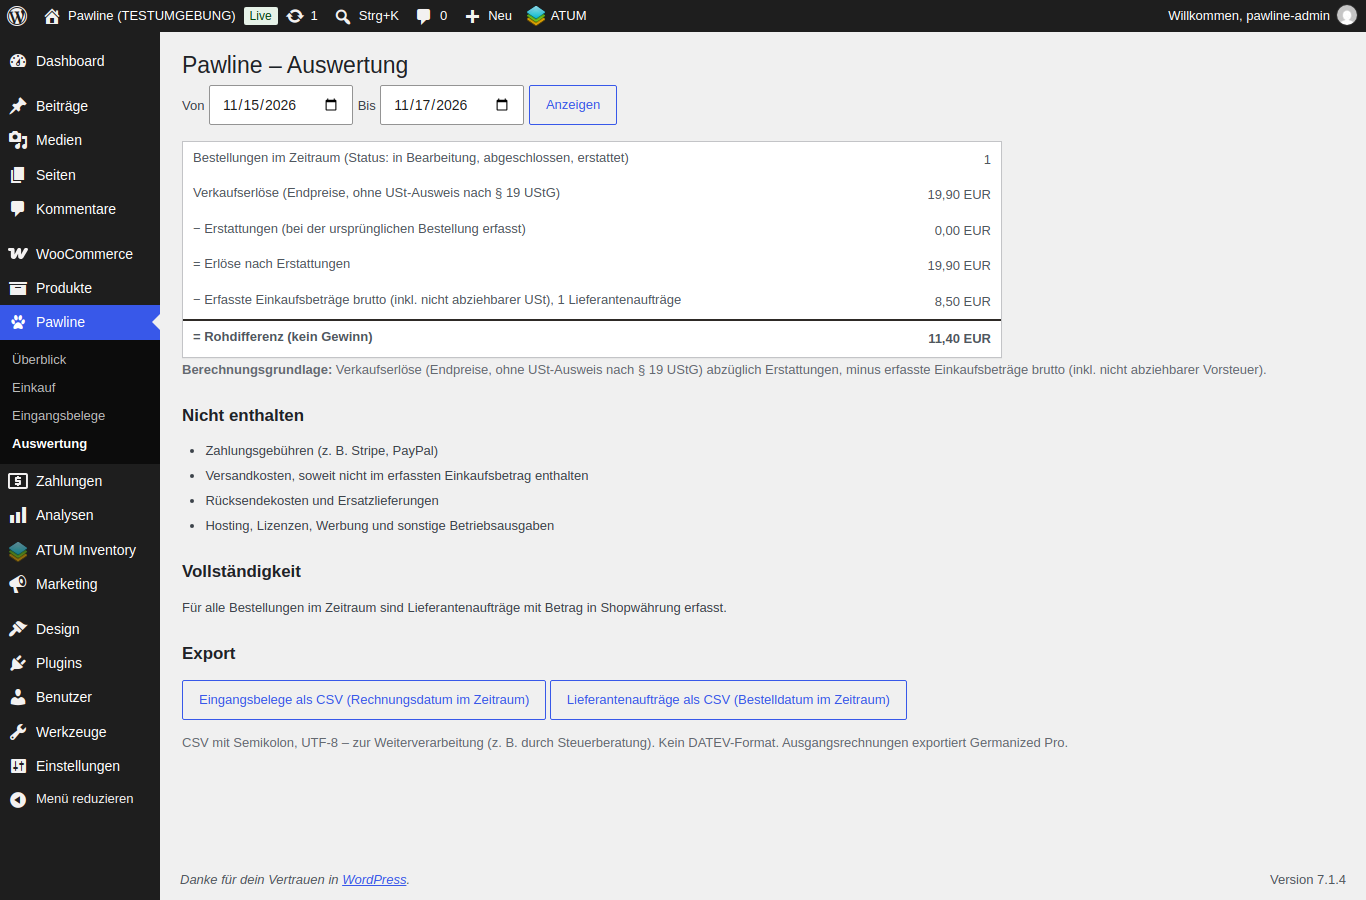 Pawline (TESTUMGEBUNG) Live 1 Strg+K 0 Neu ATUM Willkommen, pawline-admin
Dashboard
Beiträge
Medien
Seiten
Kommentare
WooCommerce
Produkte
Pawline
Überblick
Einkauf
Eingangsbelege
Auswertung
Zahlungen
Analysen
ATUM Inventory
Marketing
Design
Plugins
Benutzer
Werkzeuge
Einstellungen
Menü reduzieren
Pawline – Auswertung
Von 11/15/2026 Bis 11/17/2026 Anzeigen
Bestellungen im Zeitraum (Status: in Bearbeitung, abgeschlossen, erstattet) 1
Verkaufserlöse (Endpreise, ohne USt-Ausweis nach § 19 UStG) 19,90 EUR
− Erstattungen (bei der ursprünglichen Bestellung erfasst) 0,00 EUR
= Erlöse nach Erstattungen 19,90 EUR
− Erfasste Einkaufsbeträge brutto (inkl. nicht abziehbarer USt), 1 Lieferantenaufträge 8,50 EUR
= Rohdifferenz (kein Gewinn) 11,40 EUR
Berechnungsgrundlage: Verkaufserlöse (Endpreise, ohne USt-Ausweis nach § 19 UStG) abzüglich Erstattungen, minus erfasste Einkaufsbeträge brutto (inkl. nicht abziehbarer Vorsteuer).
Nicht enthalten
• Zahlungsgebühren (z. B. Stripe, PayPal)
• Versandkosten, soweit nicht im erfassten Einkaufsbetrag enthalten
• Rücksendekosten und Ersatzlieferungen
• Hosting, Lizenzen, Werbung und sonstige Betriebsausgaben
Vollständigkeit
Für alle Bestellungen im Zeitraum sind Lieferantenaufträge mit Betrag in Shopwährung erfasst.
Export
Eingangsbelege als CSV (Rechnungsdatum im Zeitraum) Lieferantenaufträge als CSV (Bestelldatum im Zeitraum)
CSV mit Semikolon, UTF-8 – zur Weiterverarbeitung (z. B. durch Steuerberatung). Kein DATEV-Format. Ausgangsrechnungen exportiert Germanized Pro.
Danke für dein Vertrauen in WordPress. Version 7.1.4